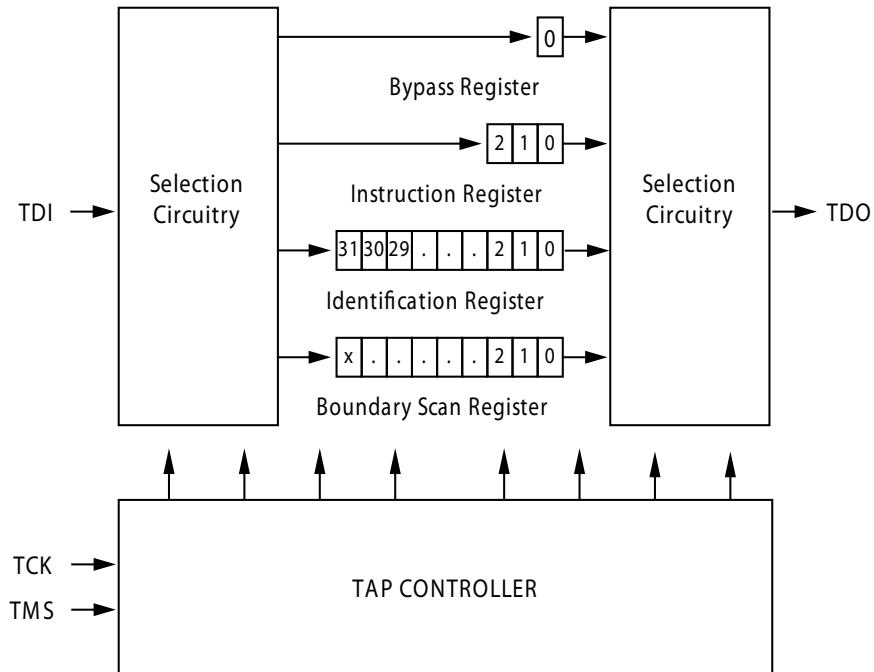 0
Bypass Register
2 1 0
Instruction Register
Selection
Circuitry
Selection
Circuitry
TDI
TDO
31 30 29 . . . 2 1 0
Identification Register
x . . . . . 2 1 0
Boundary Scan Register
TCK
TMS
TAP CONTROLLER